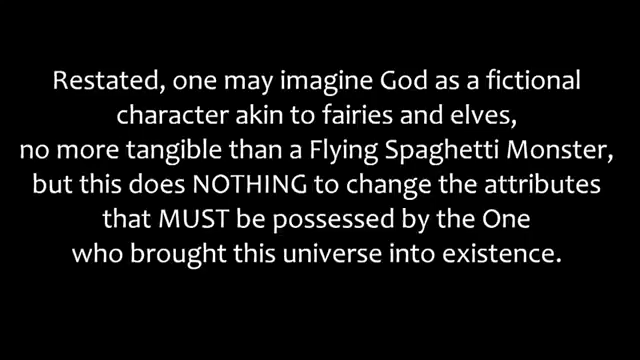 Restated, one may imagine God as a fictional
character akin to fairies and elves,
no more tangible than a Flying Spaghetti Monster,
but this does NOTHING to change the attributes
that MUST be possessed by the One
who brought this universe into existence.